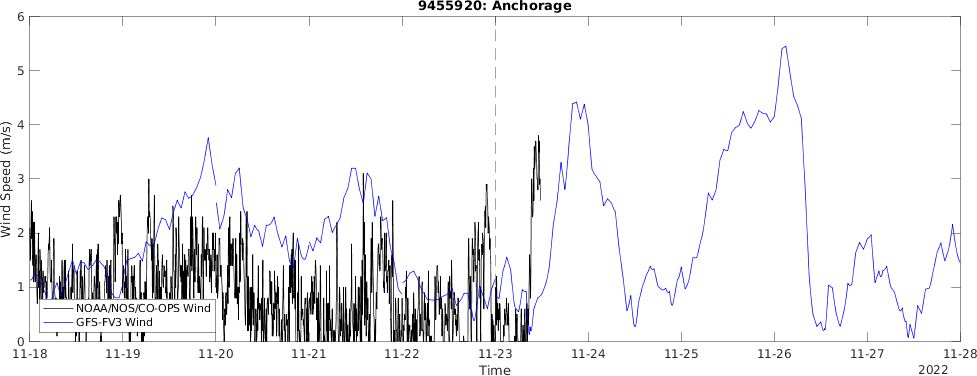 9455920: Anchorage
6
5
4
3
2
1
0
Wind Speed (m/s)
NOAA/NOS/CO-OPS Wind
GFS-FV3 Wind
11-18 11-19 11-20 11-21 11-22 11-23 11-24 11-25 11-26 11-27 11-28
Time
2022